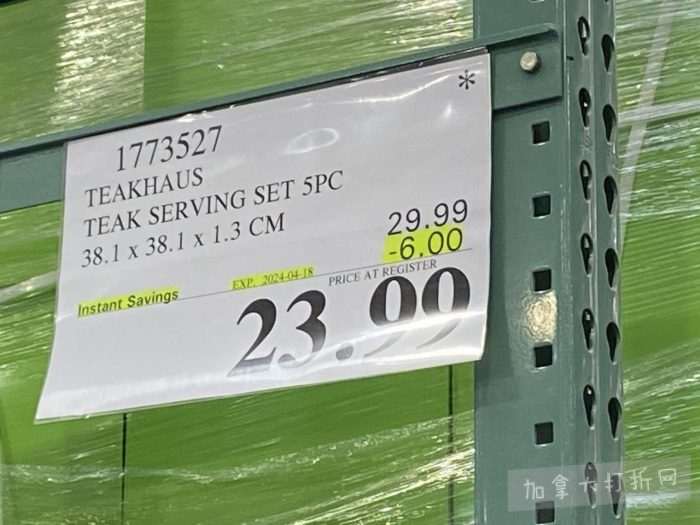 *
1773527
TEAKHAUS
TEAK SERVING SET 5PC
38.1 x 38.1 x 1.3 CM
29.99
-6.00
Instant Savings
EXP. 2024-04-18
PRICE AT REGISTER
23.99
加拿大打折网